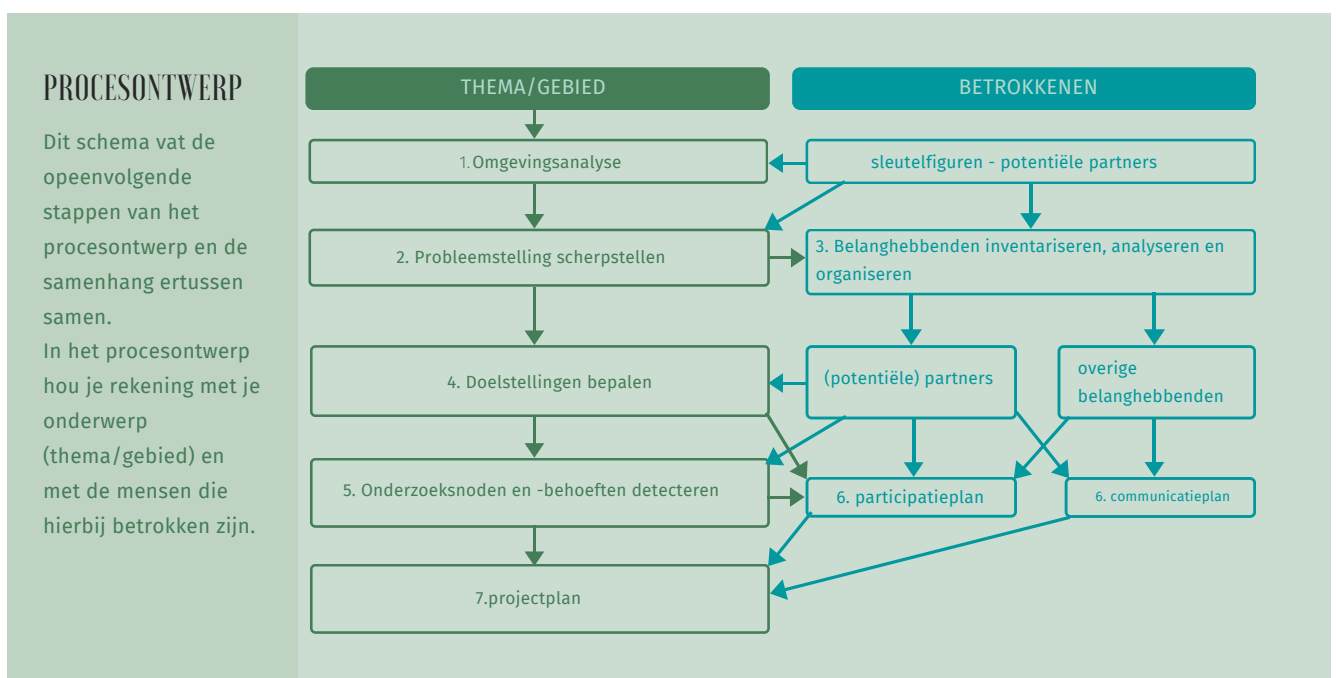 PROCESONTWERP
Dit schema vat de
opeenvolgende
stappen van het
procesontwerp en de
samenhang ertussen
samen.
In het procesontwerp
hou je rekening met je
onderwerp
(thema/gebied) en
met de mensen die
hierbij betrokken zijn.
THEMA/GEBIED
BETROKKENEN
1. Omgevingsanalyse
sleutelfiguren - potentiële partners
2. Probleemstelling scherpstellen
3. Belanghebbenden inventariseren, analyseren en
organiseren
4. Doelstellingen bepalen
(potentiële) partners
overige
belanghebbenden
5. Onderzoeksnoden en -behoeften detecteren
6. participatieplan
6. communicatieplan
7.projectplan